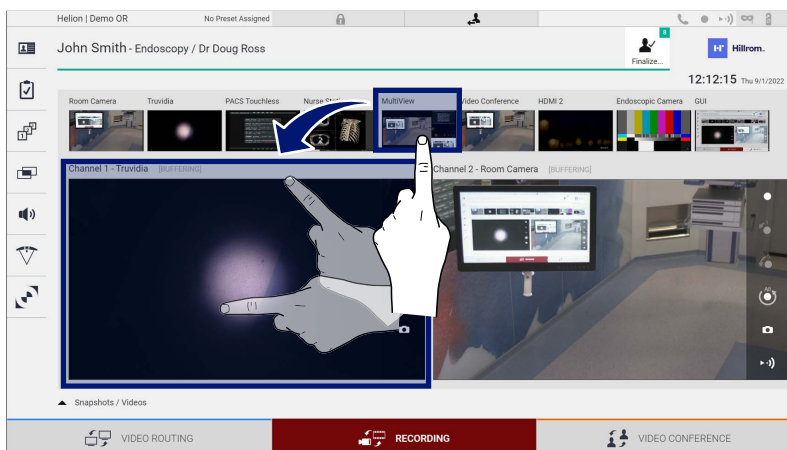 Helion | Demo OR
No Preset Assigned
John Smith - Endoscopy / Dr Doug Ross
8
Finalize...
Hillrom.
12:12:15 Thu 9/1/2022
Room Camera
Truvidia
PACS Touchless
Nurse
MultiView
Video Conference
HDMI 2
Endoscopic Camera
GUI
Channel 1 - Truvidia [BUFFERING]
Channel 2 - Room Camera [BUFFERING]
All
Snapshots / Videos
VIDEO ROUTING
RECORDING
VIDEO CONFERENCE